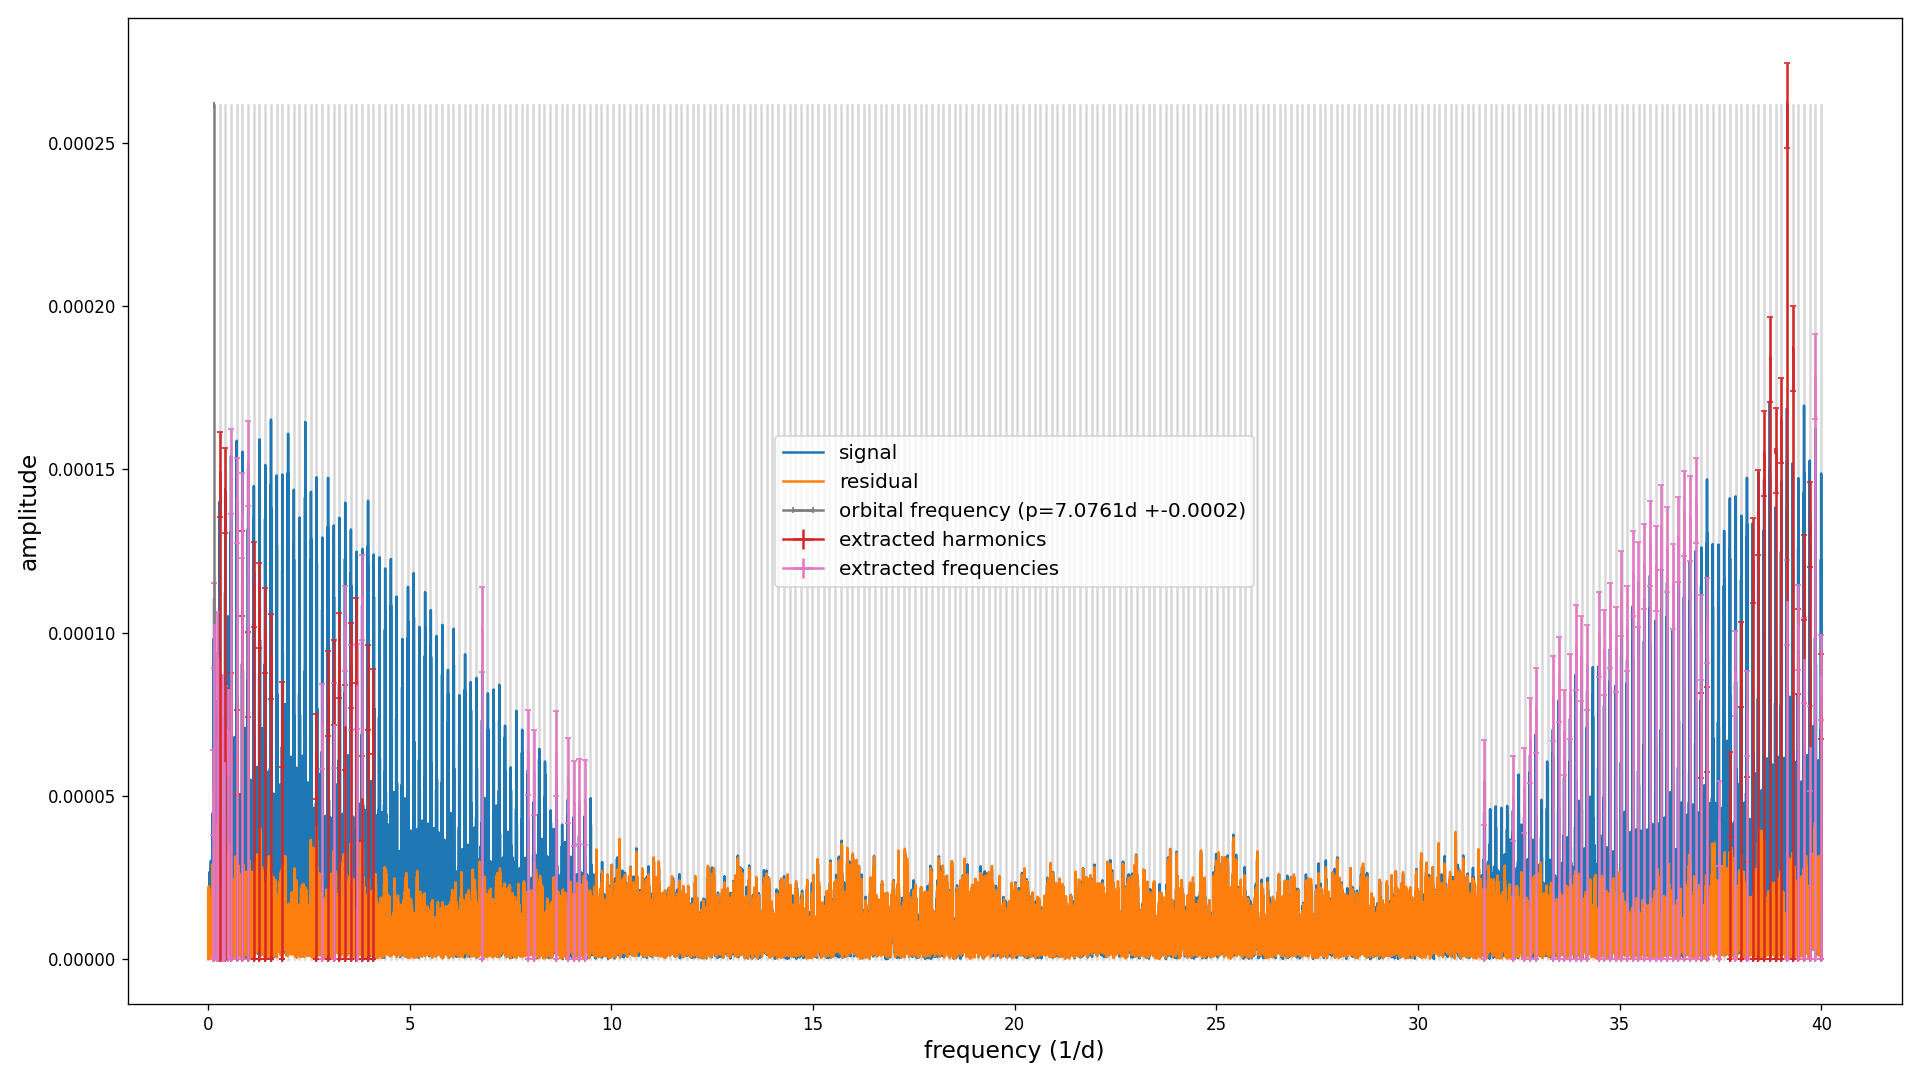 0.00025
0.00020
0.00015
0.00010
0.00005
0.00000
amplitude
signal
residual
orbital frequency (p=7.0761d +-0.0002)
extracted harmonics
extracted frequencies
0 5 10 15 20 25 30 35 40
frequency (1/d)